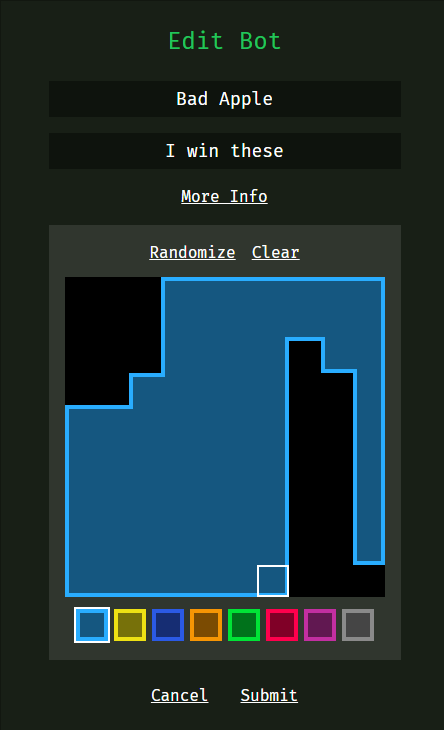 Edit Bot
Bad Apple
I win these
More Info
Randomize Clear
Cancel Submit